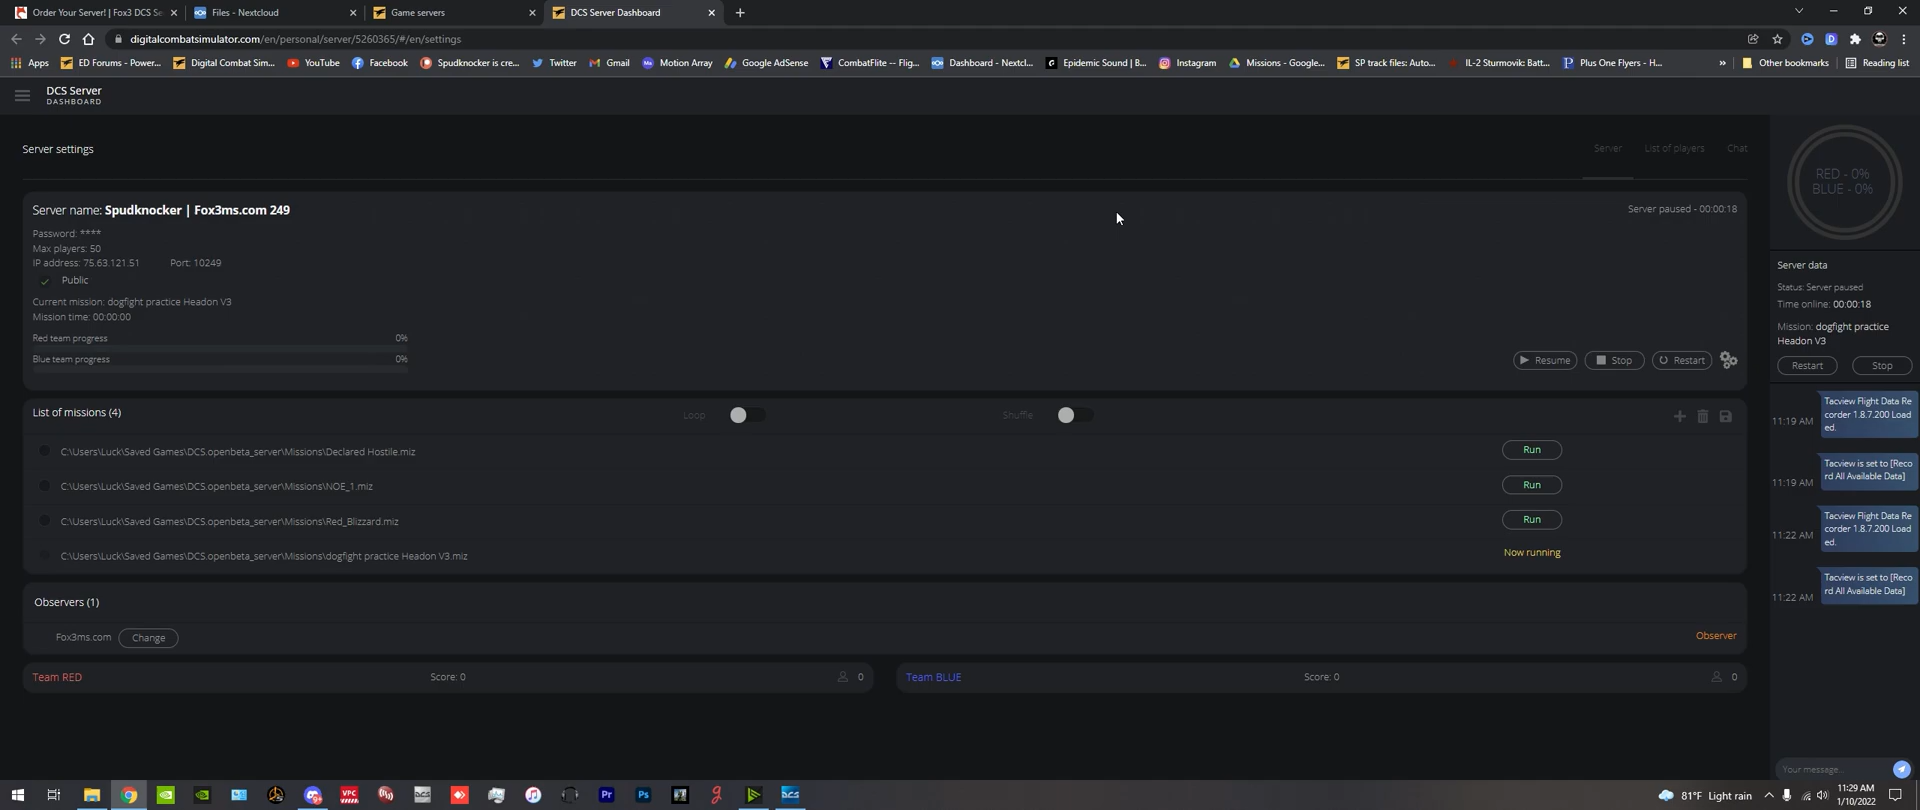 Order Your Server! | Fox3 DCS Se
Files - Nextcloud
Game servers
DCS Server Dashboard
digitalcombatsimulator.com/en/personal/server/5260365/#/en/settings
Apps
ED Forums - Power...
Digital Combat Sim...
YouTube
Facebook
Spudknocker is cre...
Twitter
Gmail
Motion Array
Google AdSense
CombatFlite -- Flig...
Dashboard - Nextcl...
Epidemic Sound | B...
Instagram
Missions - Google...
SP track files: Auto...
IL-2 Sturmovik: Batt...
Plus One Flyers - H...
»
Other bookmarks
Reading list
DCS Server
DASHBOARD
Server settings
Server
List of players
Chat
RED - 0%
BLUE - 0%
Server name: Spudknocker | Fox3ms.com 249
Server paused - 00:00:18
Password: ****
Max players: 50
IP address: 75.63.121.51 Port: 10249
Public
Current mission: dogfight practice Headon V3
Mission time: 00:00:00
Red team progress 0%
Blue team progress 0%
Resume
Stop
Restart
Server data
Status: Server paused
Time online: 00:00:18
Mission: dogfight practice
Headon V3
Restart
Stop
List of missions (4)
Loop
Shuffle
C:\Users\Luck\Saved Games\DCS.openbeta_server\Missions\Declared Hostile.miz
Run
C:\Users\Luck\Saved Games\DCS.openbeta_server\Missions\NOE_1.miz
Run
C:\Users\Luck\Saved Games\DCS.openbeta_server\Missions\Red_Blizzard.miz
Run
C:\Users\Luck\Saved Games\DCS.openbeta_server\Missions\dogfight practice Headon V3.miz
Now running
11:19 AM
Tacview Flight Data Re
corder 1.8.7.200 Load
ed.
11:19 AM
Tacview is set to [Reco
rd All Available Data]
11:22 AM
Tacview Flight Data Re
corder 1.8.7.200 Load
ed.
11:22 AM
Tacview is set to [Reco
rd All Available Data]
Observers (1)
Fox3ms.com
Change
Observer
Team RED
Score: 0
0
Team BLUE
Score: 0
0
Your message..
VPC
DCS
Pr
Ps
g
DCS
81°F Light rain
11:29 AM
1/10/2022